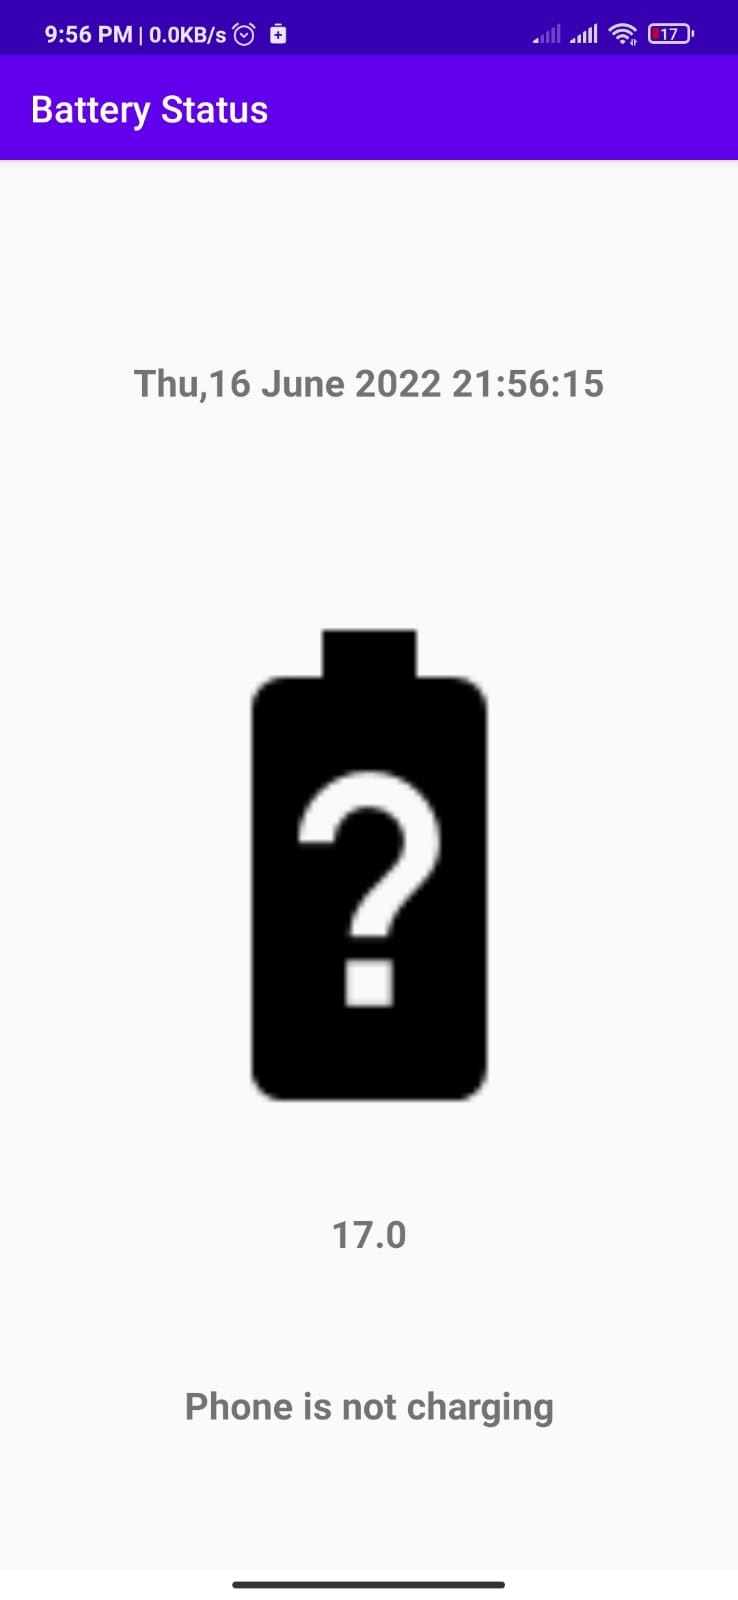 9:56 PM | 0.0KB/s 17
Battery Status
Thu,16 June 2022 21:56:15
?
17.0
Phone is not charging